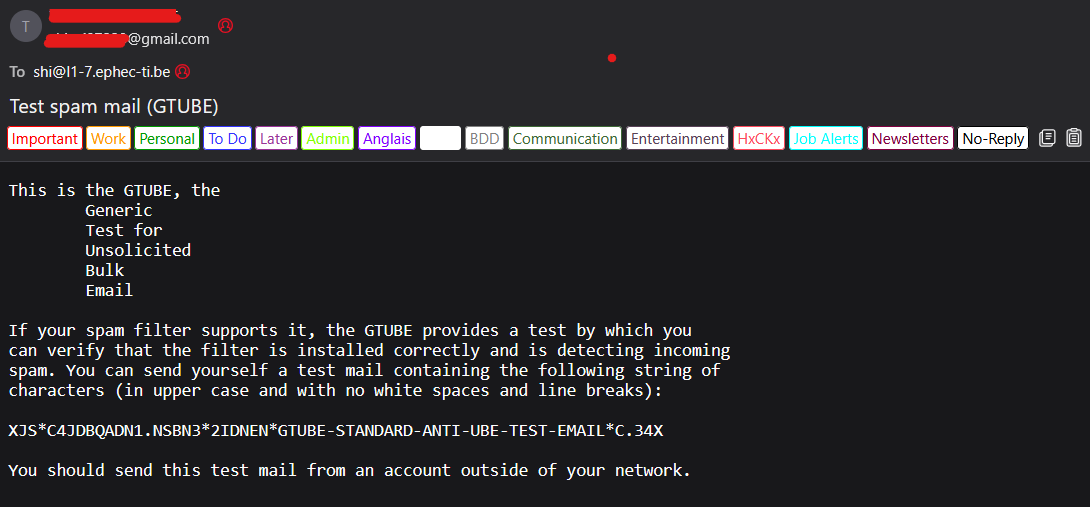 T
@gmail.com
To shi@l1-7.ephec-ti.be
Test spam mail (GTUBE)
Important Work Personal To Do Later Admin Anglais BDD Communication Entertainment HxCKx Job Alerts Newsletters No-Reply
This is the GTUBE, the
Generic
Test for
Unsolicited
Bulk
Email
If your spam filter supports it, the GTUBE provides a test by which you
can verify that the filter is installed correctly and is detecting incoming
spam. You can send yourself a test mail containing the following string of
characters (in upper case and with no white spaces and line breaks):
XJS*C4JDBQADN1.NSBN3*2IDNEN*GTUBE-STANDARD-ANTI-UBE-TEST-EMAIL*C.34X
You should send this test mail from an account outside of your network.